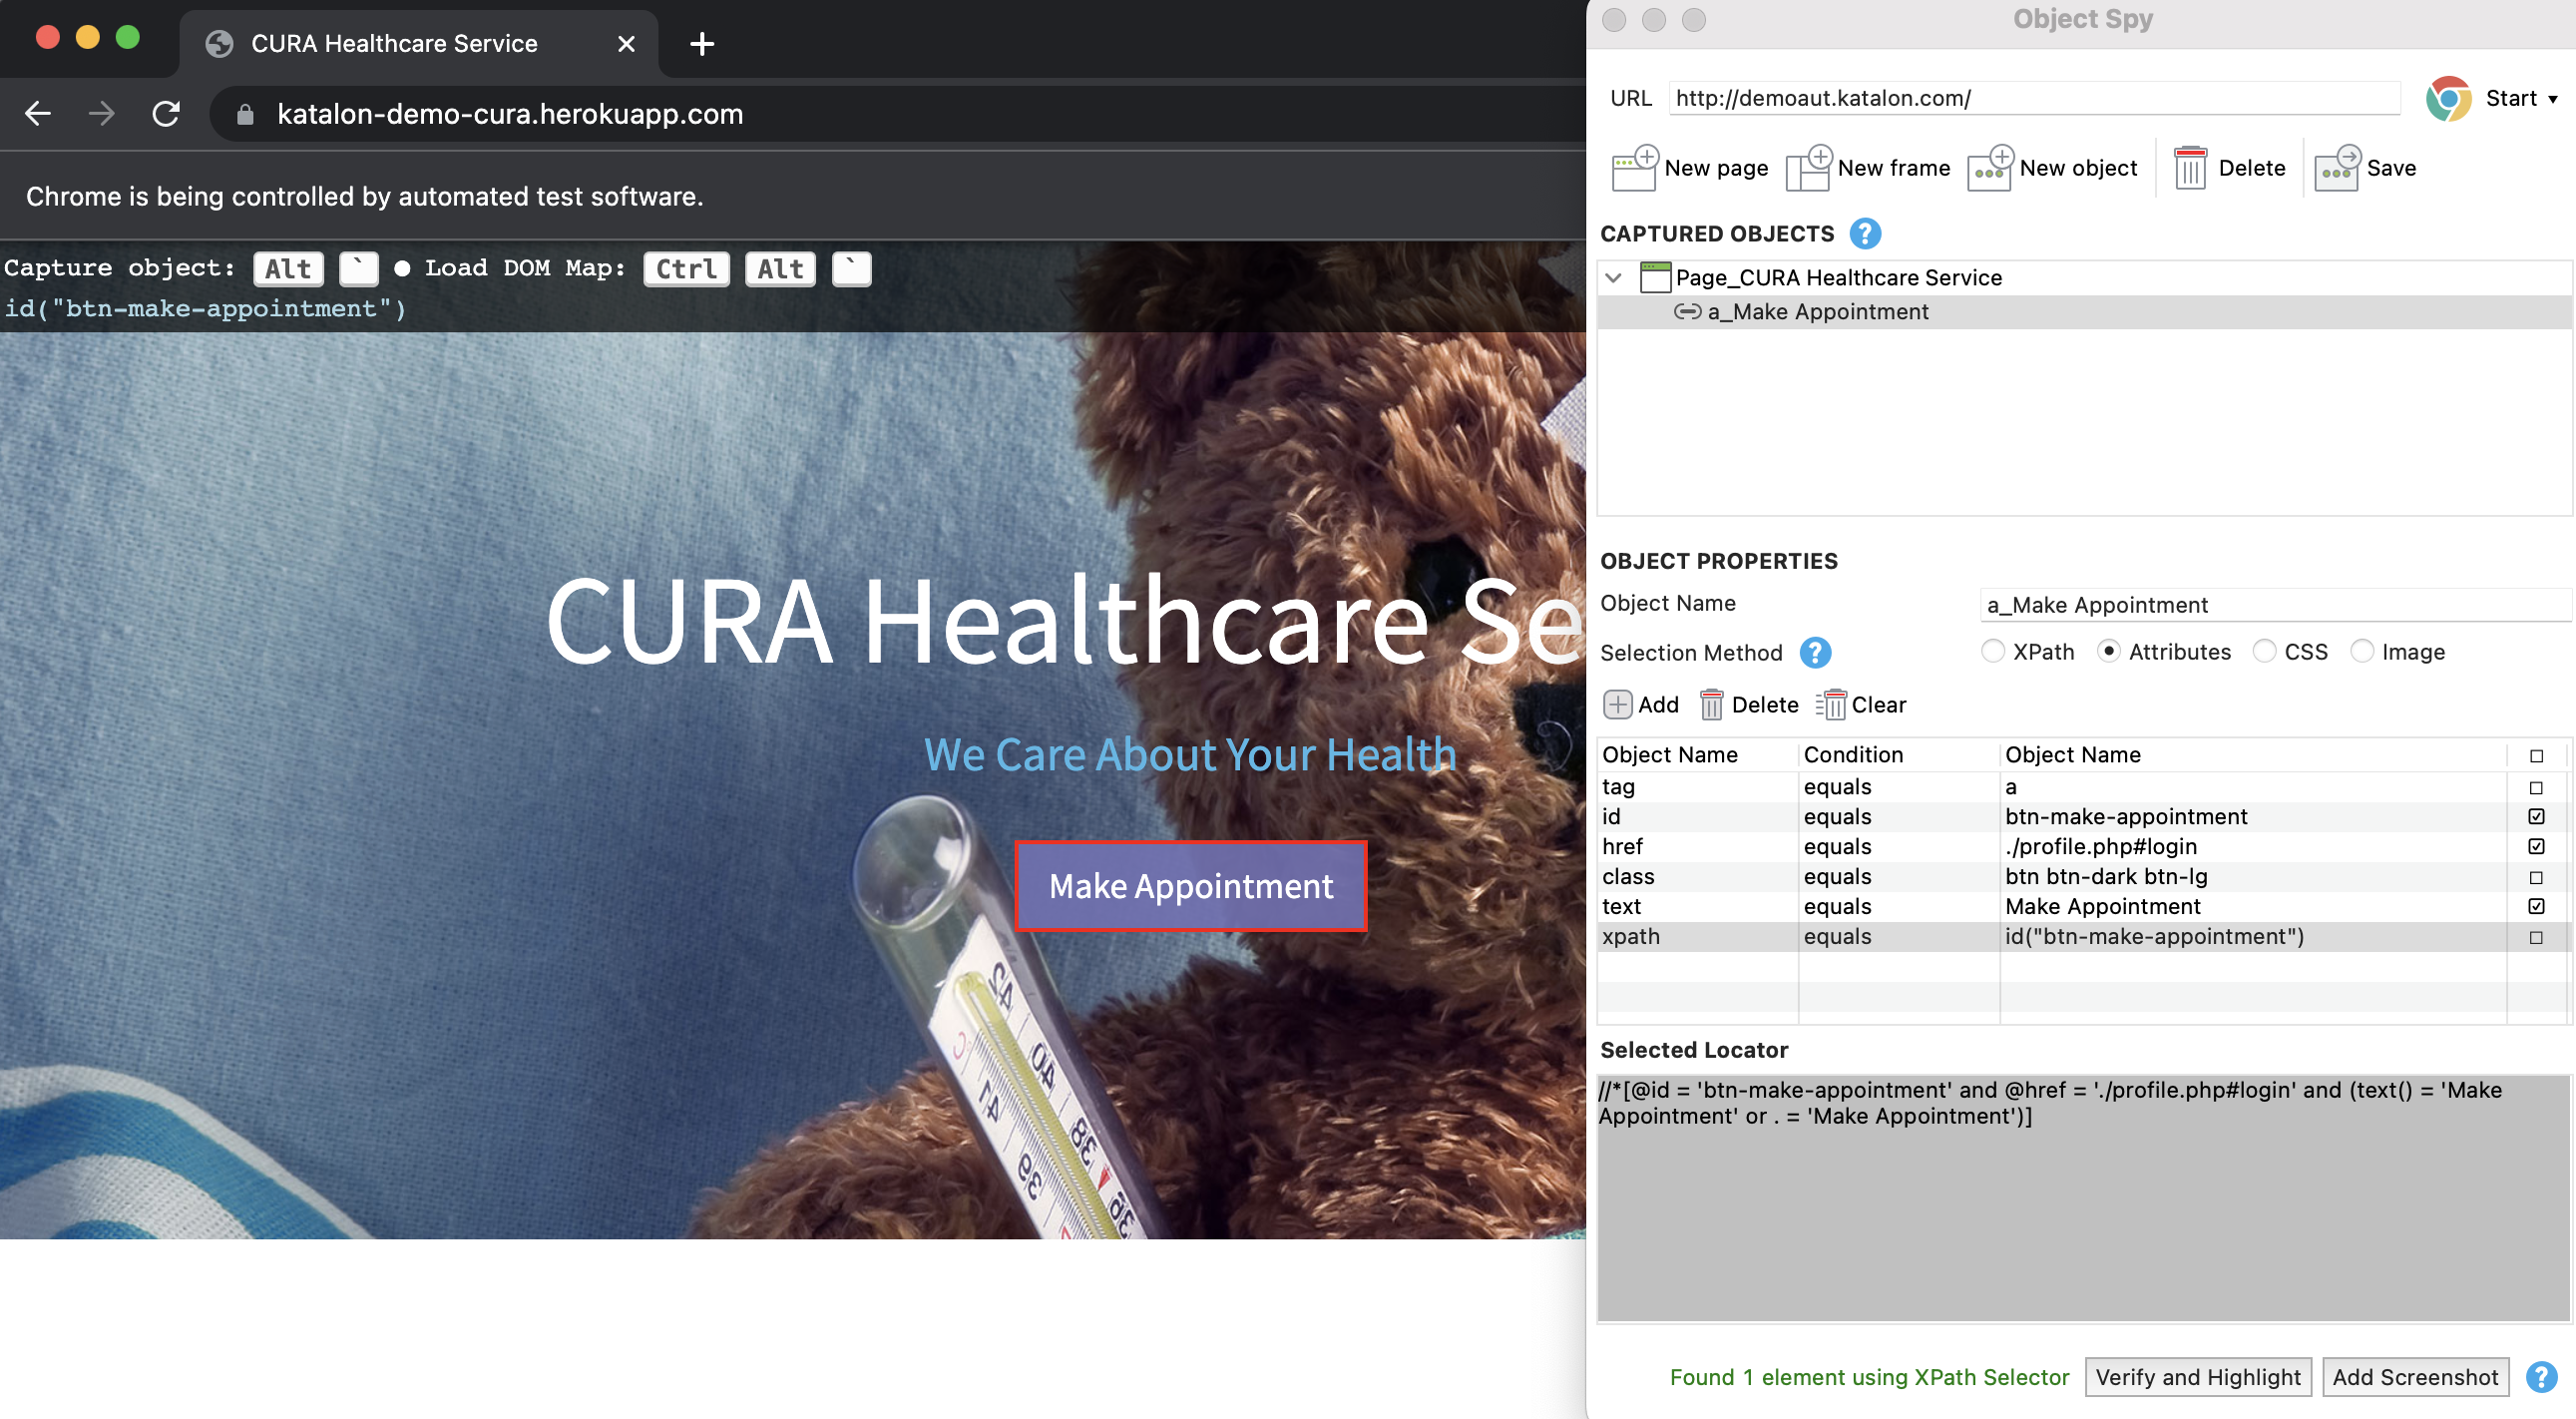 CURA Healthcare Service
katalon-demo-cura.herokuapp.com
Chrome is being controlled by automated test software.
Capture object: Alt ` ● Load DOM Map: Ctrl Alt `
id("btn-make-appointment")
CURA Healthcare Se
We Care About Your Health
Make Appointment
42
40
41
38
39
Object Spy
URL http://demoaut.katalon.com/ Start
New page New frame New object Delete Save
CAPTURED OBJECTS ?
Page_CURA Healthcare Service
a_Make Appointment
OBJECT PROPERTIES
Object Name a_Make Appointment
Selection Method ? XPath Attributes CSS Image
Add Delete Clear
Object Name Condition Object Name
tag equals a
id equals btn-make-appointment
href equals ./profile.php#login
class equals btn btn-dark btn-lg
text equals Make Appointment
xpath equals id("btn-make-appointment")
Selected Locator
//*[@id = 'btn-make-appointment' and @href = './profile.php#login' and (text() = 'Make
Appointment' or . = 'Make Appointment')]
Found 1 element using XPath Selector Verify and Highlight Add Screenshot ?